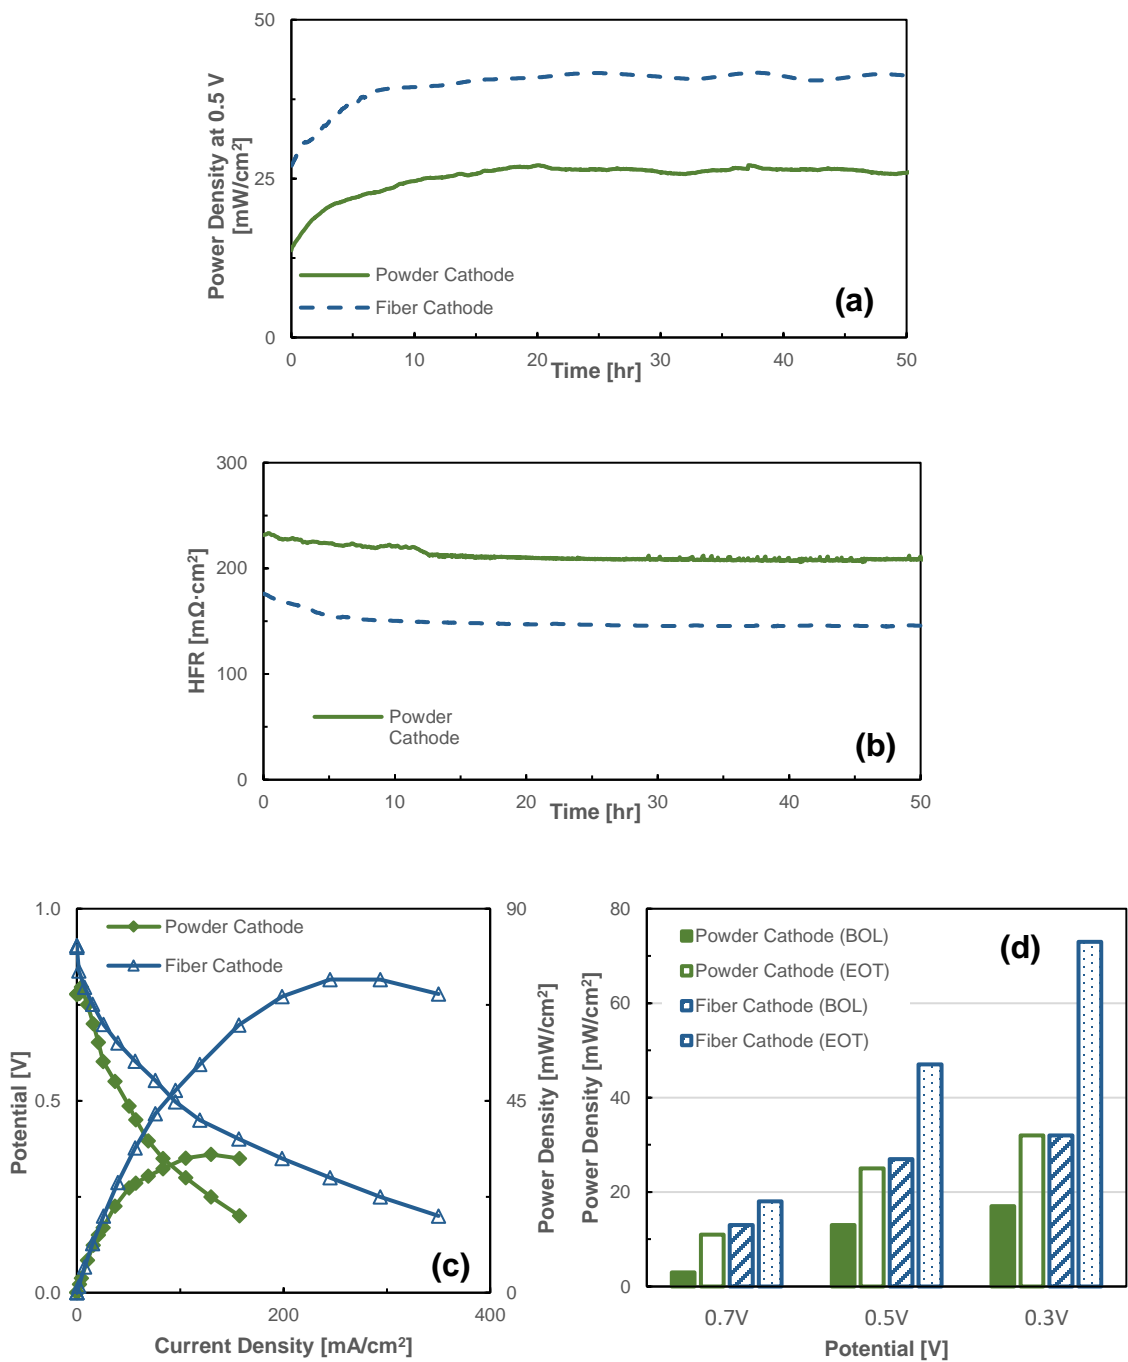 50
25
0
Power Density at 0.5 V
[mW/cm²]
Powder Cathode
Fiber Cathode
(a)
0 10 20 30 40 50
Time [hr]
300
200
100
0
HFR [mΩ·cm²]
Powder
Cathode
(b)
0 10 20 30 40 50
Time [hr]
1.0
0.5
0.0
Potential [V]
Powder Cathode
Fiber Cathode
90
45
0
Power Density [mW/cm²]
(c)
0 200 400
Current Density [mA/cm²]
80
60
40
20
0
Power Density [mW/cm²]
Powder Cathode (BOL)
Powder Cathode (EOT)
Fiber Cathode (BOL)
Fiber Cathode (EOT)
(d)
0.7V 0.5V 0.3V
Potential [V]